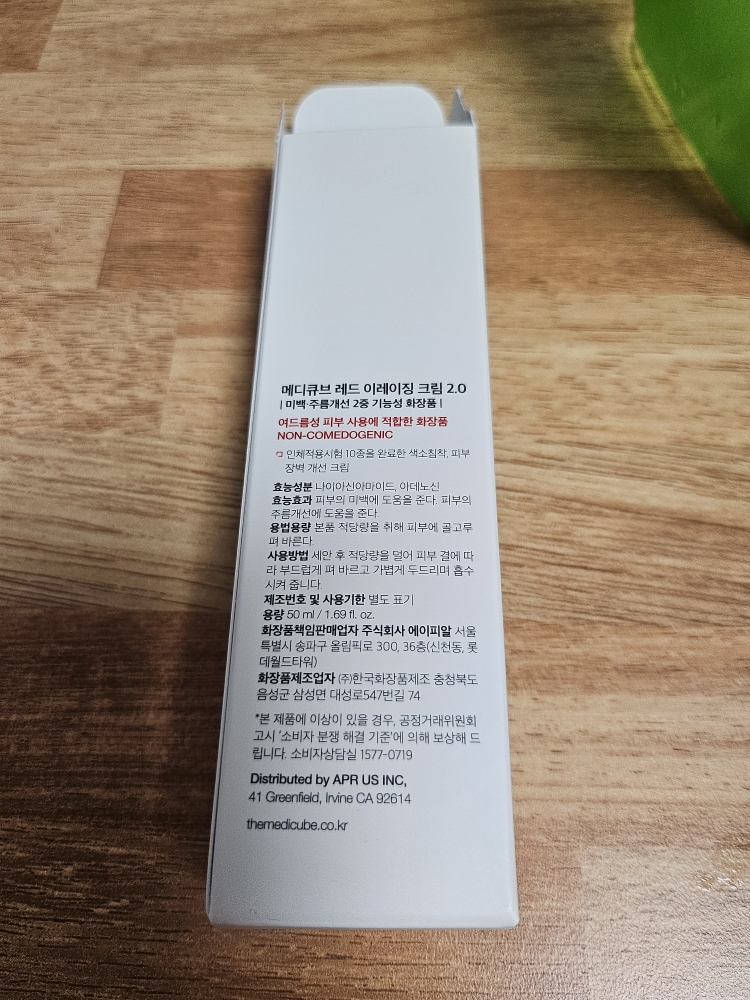 메디큐브 레드 이레이징 크림 2.0
| 미백·주름개선 2중 기능성 화장품 |
여드름성 피부 사용에 적합한 화장품
NON-COMEDOGENIC
인체적용시험 10종을 완료한 색소침착, 피부
장벽 개선 크림
효능성분 나이아신아마이드, 아데노신
효능효과 피부의 미백에 도움을 준다. 피부의
주름개선에 도움을 준다.
용법용량 본품 적당량을 취해 피부에 골고루
펴 바른다.
사용방법 세안 후 적당량을 덜어 피부 결에 따
라 부드럽게 펴 바르고 가볍게 두드리며 흡수
시켜 줍니다.
제조번호 및 사용기한 별도 표기
용량 50 ml / 1.69 fl. oz.
화장품책임판매업자 주식회사 에이피알 서울
특별시 송파구 올림픽로 300, 36층(신천동, 롯
데월드타워)
화장품제조업자 (주)한국화장품제조 충청북도
음성군 삼성면 대성로547번길 74
*본 제품에 이상이 있을 경우, 공정거래위원회
고시 '소비자 분쟁 해결 기준'에 의해 보상해 드
립니다. 소비자상담실 1577-0719
Distributed by APR US INC,
41 Greenfield, Irvine CA 92614
themedicube.co.kr